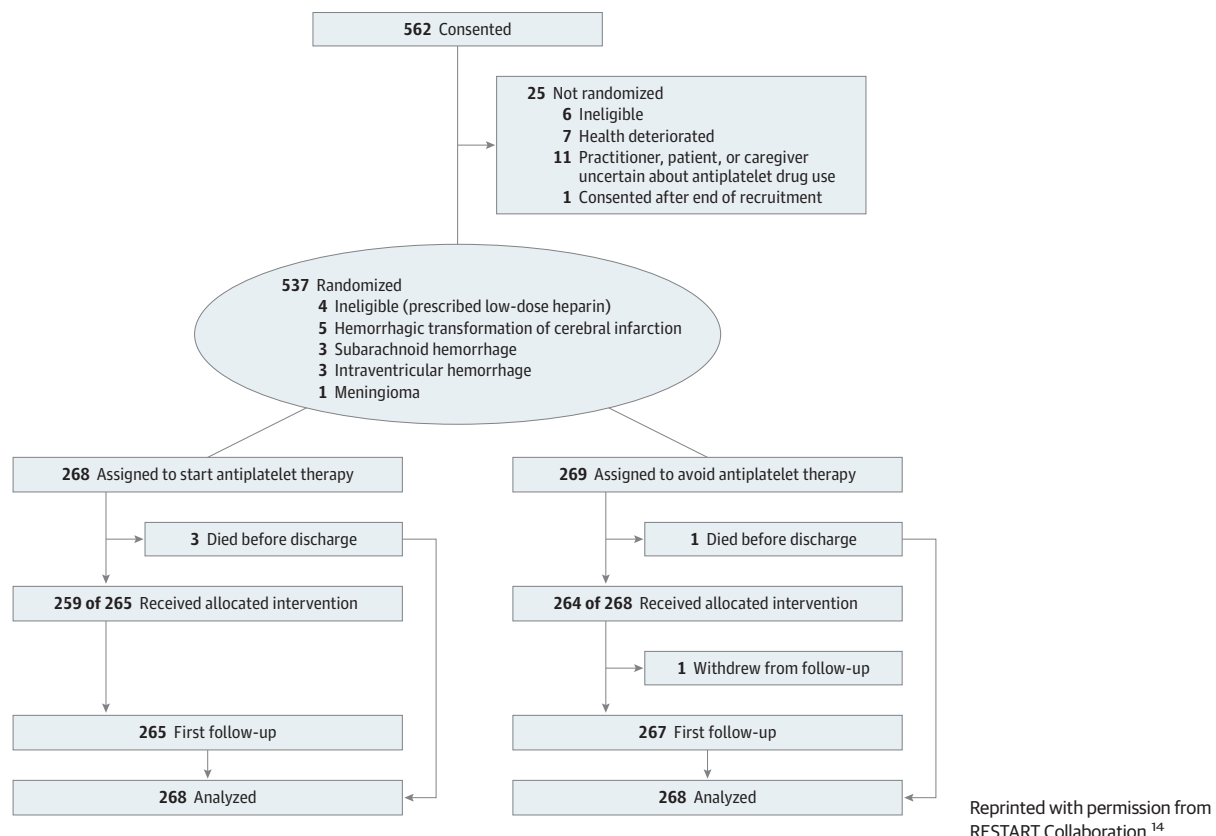 562 Consented
25 Not randomized
6 Ineligible
7 Health deteriorated
11 Practitioner, patient, or caregiver
uncertain about antiplatelet drug use
1 Consented after end of recruitment
537 Randomized
4 Ineligible (prescribed low-dose heparin)
5 Hemorrhagic transformation of cerebral infarction
3 Subarachnoid hemorrhage
3 Intraventricular hemorrhage
1 Meningioma
268 Assigned to start antiplatelet therapy
3 Died before discharge
259 of 265 Received allocated intervention
265 First follow-up
268 Analyzed
269 Assigned to avoid antiplatelet therapy
1 Died before discharge
264 of 268 Received allocated intervention
1 Withdrew from follow-up
267 First follow-up
268 Analyzed
Reprinted with permission from
RESTART Collaboration.14